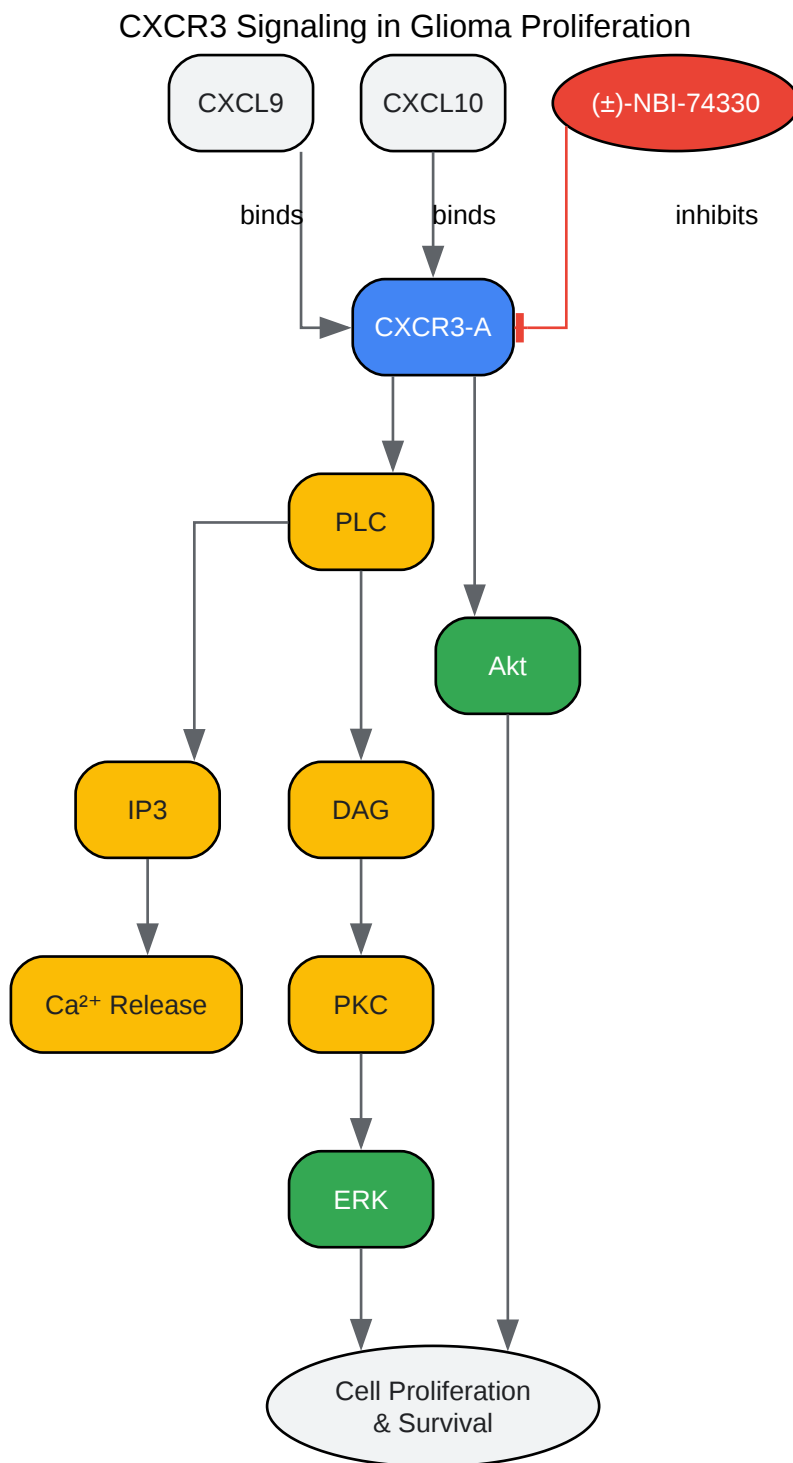 CXCR3 Signaling in Glioma Proliferation
CXCL9
CXCL10
(±)-NBI-74330
binds
binds
inhibits
CXCR3-A
PLC
Akt
IP3
DAG
Ca²⁺ Release
PKC
ERK
Cell Proliferation
& Survival